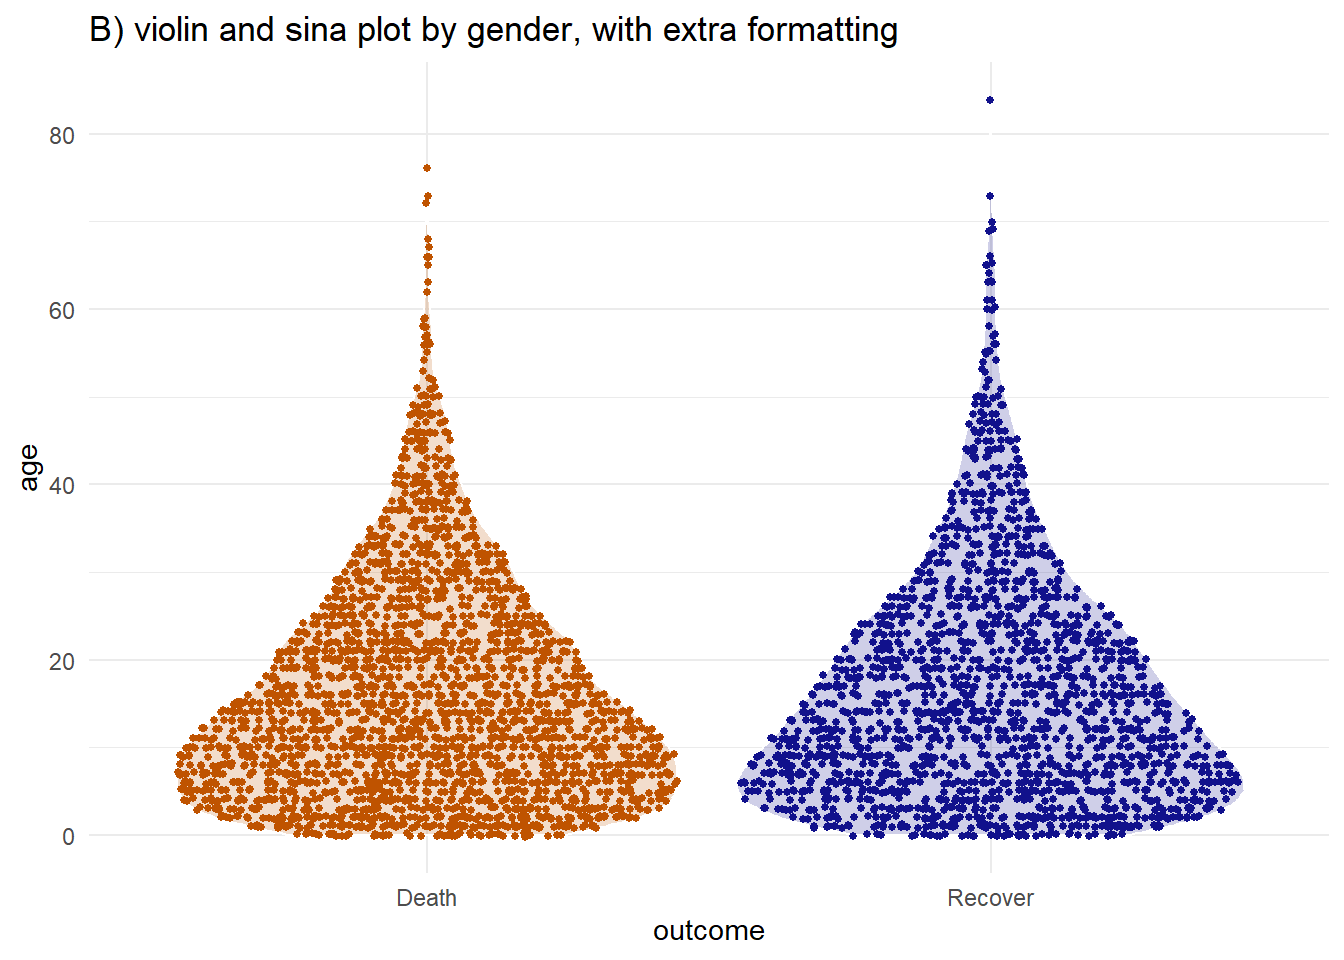 B) violin and sina plot by gender, with extra formatting
80
60
40
20
0
age
Death
Recover
outcome